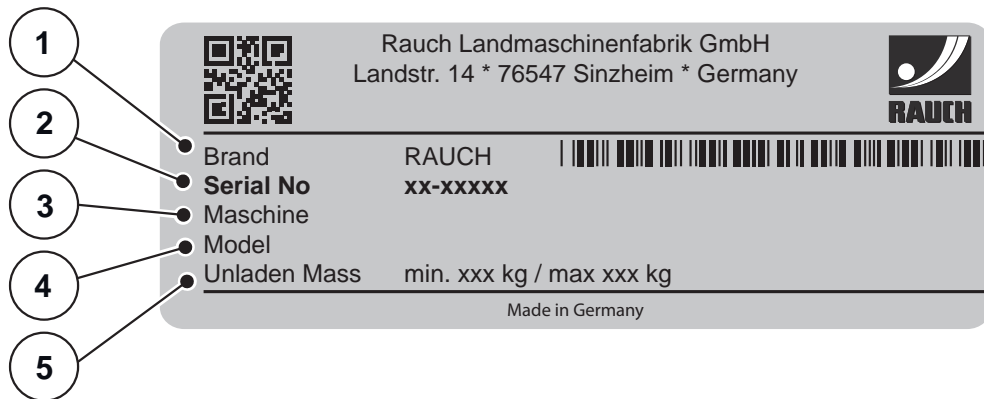 1
2
3
4
5
Rauch Landmaschinenfabrik GmbH
Landstr. 14 * 76547 Sinzheim * Germany
RAUCH
Brand RAUCH
Serial No xx-xxxxx
Maschine
Model
Unladen Mass min. xxx kg / max xxx kg
Made in Germany